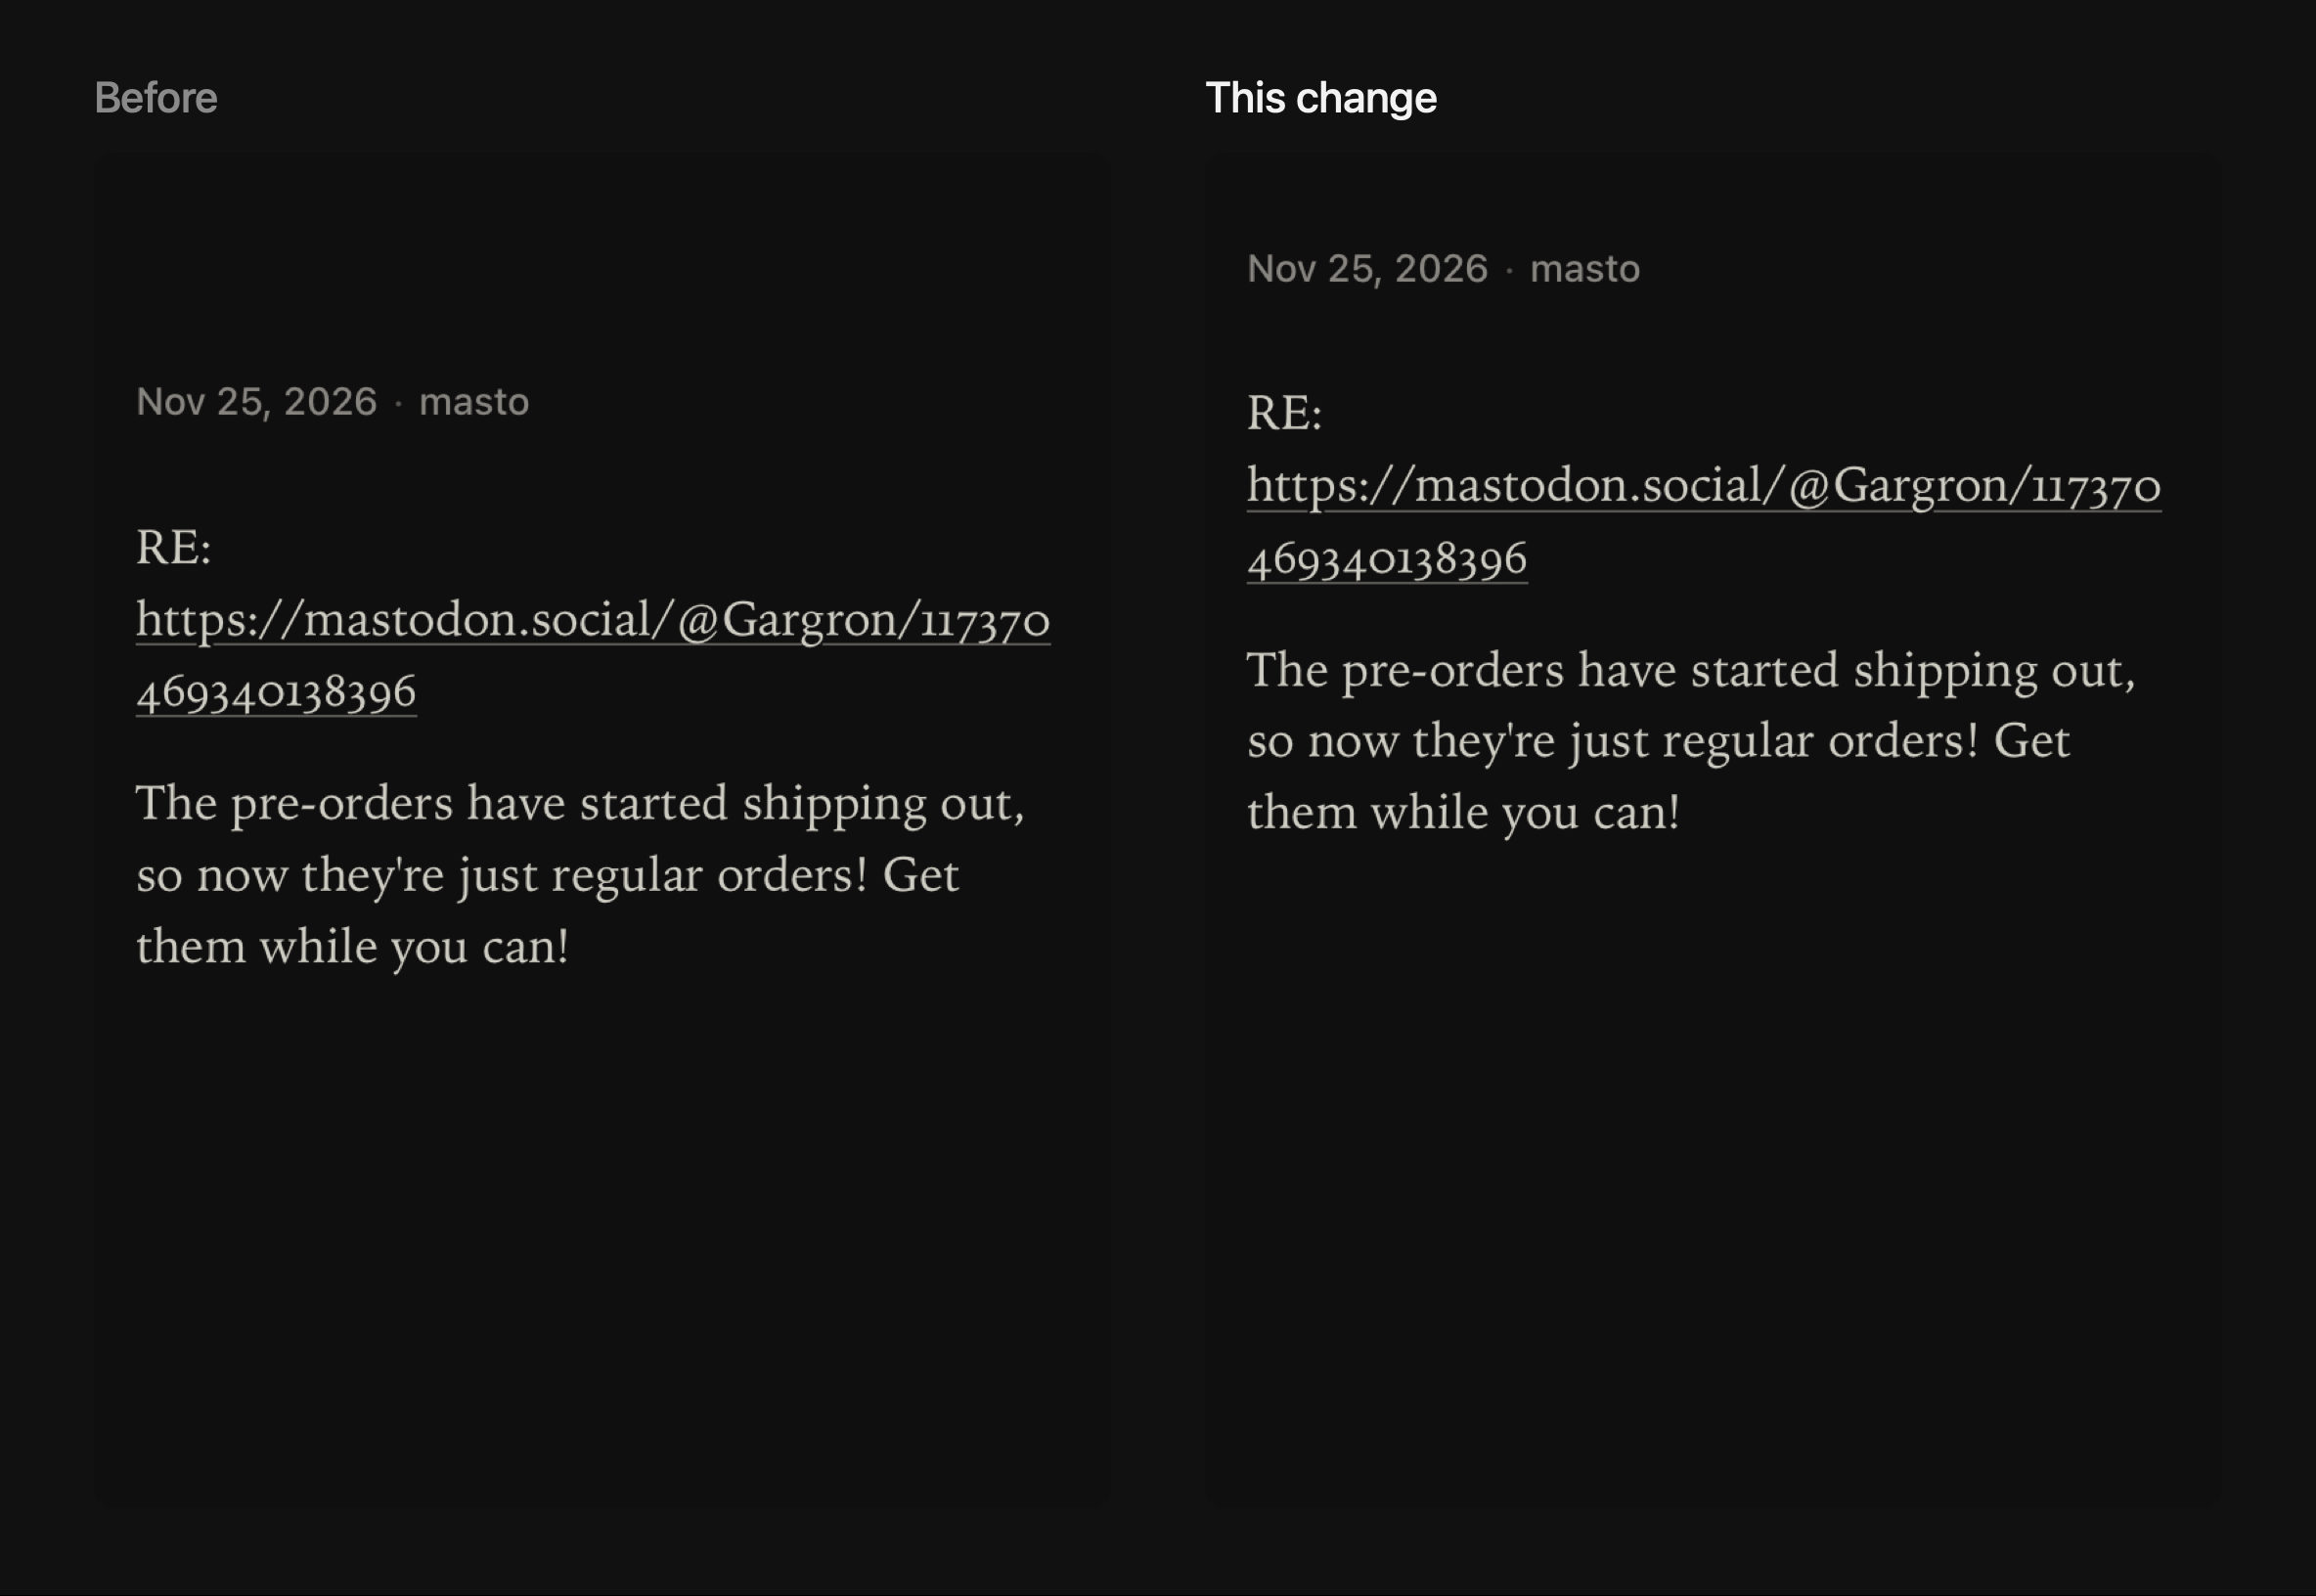 Before
Nov 25, 2026 · masto
RE:
https://mastodon.social/@Gargron/117370
469340138396
The pre-orders have started shipping out,
so now they're just regular orders! Get
them while you can!
This change
Nov 25, 2026 · masto
RE:
https://mastodon.social/@Gargron/117370
469340138396
The pre-orders have started shipping out,
so now they're just regular orders! Get
them while you can!